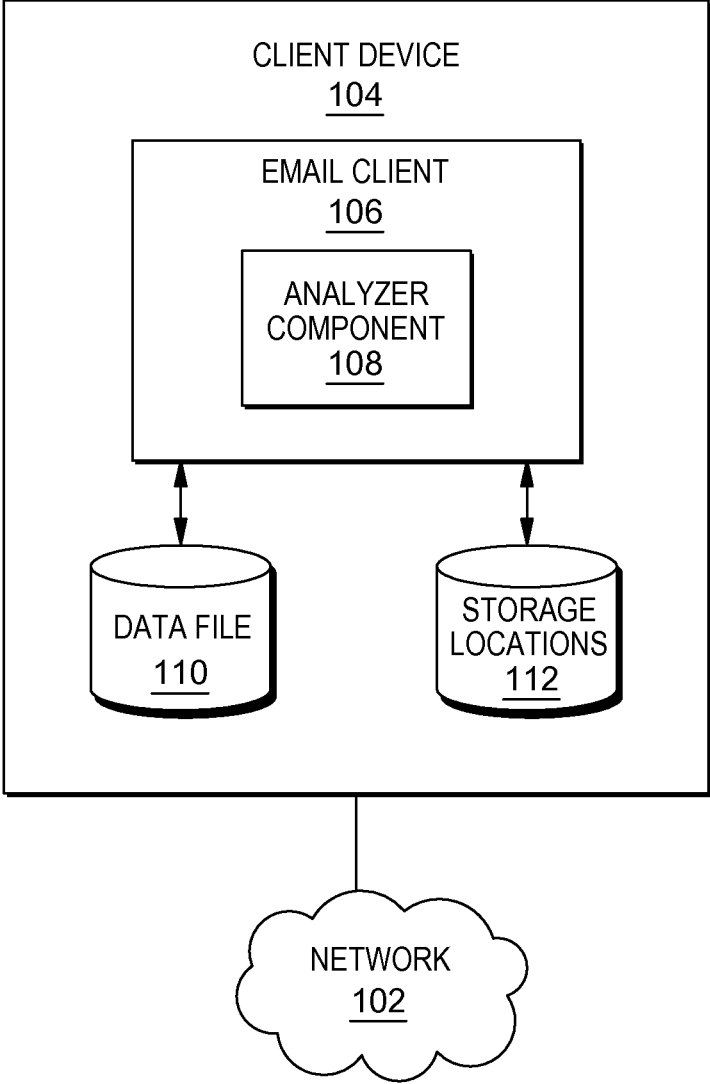 CLIENT DEVICE
104
EMAIL CLIENT
106
ANALYZER
COMPONENT
108
DATA FILE
110
STORAGE
LOCATIONS
112
NETWORK
102